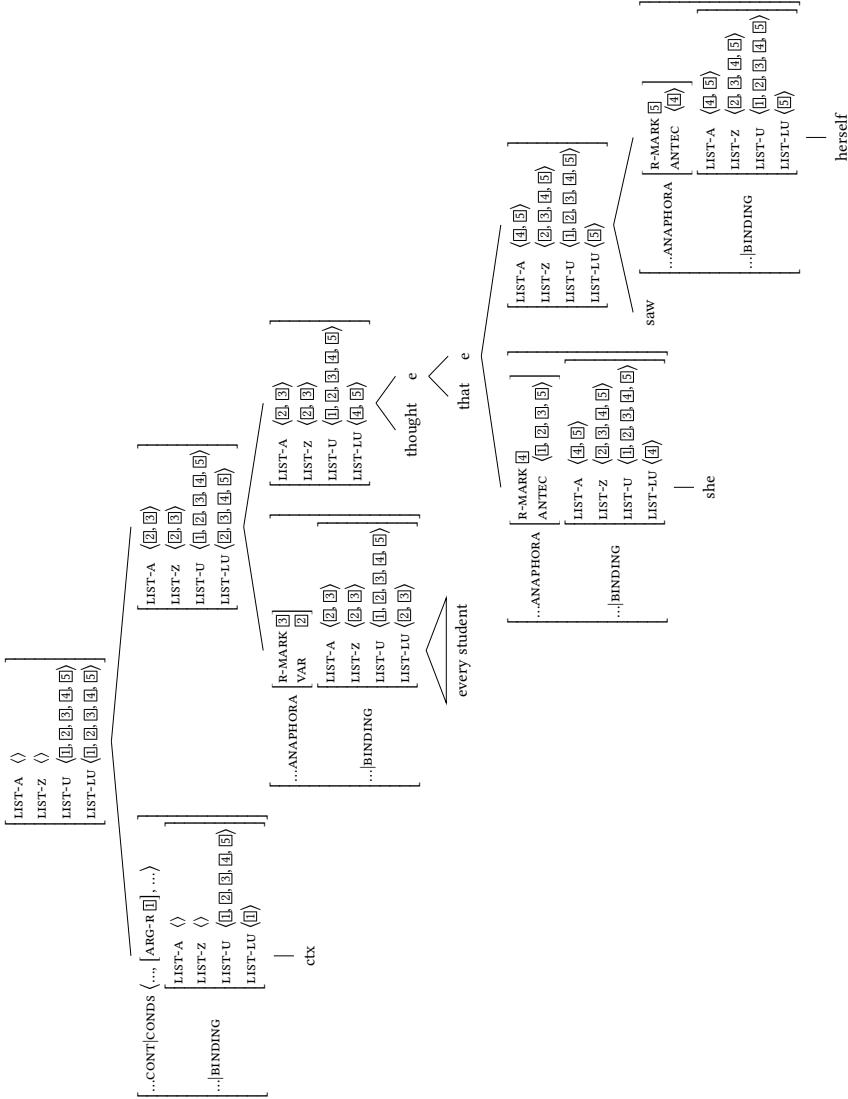 LIST-A ⟨⟩
LIST-Z ⟨⟩
LIST-U ⟨1, 2, 3, 4, 5⟩
LIST-LU ⟨1, 2, 3, 4, 5⟩
...CONT|CONDS ⟨..., [ARG-R 1], ...⟩
...|BINDING
LIST-A ⟨⟩
LIST-Z ⟨⟩
LIST-U ⟨1, 2, 3, 4, 5⟩
LIST-LU ⟨1⟩
ctx
LIST-A ⟨2, 3⟩
LIST-Z ⟨2, 3⟩
LIST-U ⟨1, 2, 3, 4, 5⟩
LIST-LU ⟨2, 3, 4, 5⟩
...ANAPHORA
R-MARK 3
VAR 2
...|BINDING
LIST-A ⟨2, 3⟩
LIST-Z ⟨2, 3⟩
LIST-U ⟨1, 2, 3, 4, 5⟩
LIST-LU ⟨2, 3⟩
every student
LIST-A ⟨2, 3⟩
LIST-Z ⟨2, 3⟩
LIST-U ⟨1, 2, 3, 4, 5⟩
LIST-LU ⟨4, 5⟩
thought e
that e
...ANAPHORA
R-MARK 4
ANTEC ⟨1, 2, 3, 5⟩
...|BINDING
LIST-A ⟨4, 5⟩
LIST-Z ⟨2, 3, 4, 5⟩
LIST-U ⟨1, 2, 3, 4, 5⟩
LIST-LU ⟨4⟩
she
LIST-A ⟨4, 5⟩
LIST-Z ⟨2, 3, 4, 5⟩
LIST-U ⟨1, 2, 3, 4, 5⟩
LIST-LU ⟨5⟩
saw
...ANAPHORA
R-MARK 5
ANTEC ⟨4⟩
...|BINDING
LIST-A ⟨4, 5⟩
LIST-Z ⟨2, 3, 4, 5⟩
LIST-U ⟨1, 2, 3, 4, 5⟩
LIST-LU ⟨5⟩
herself